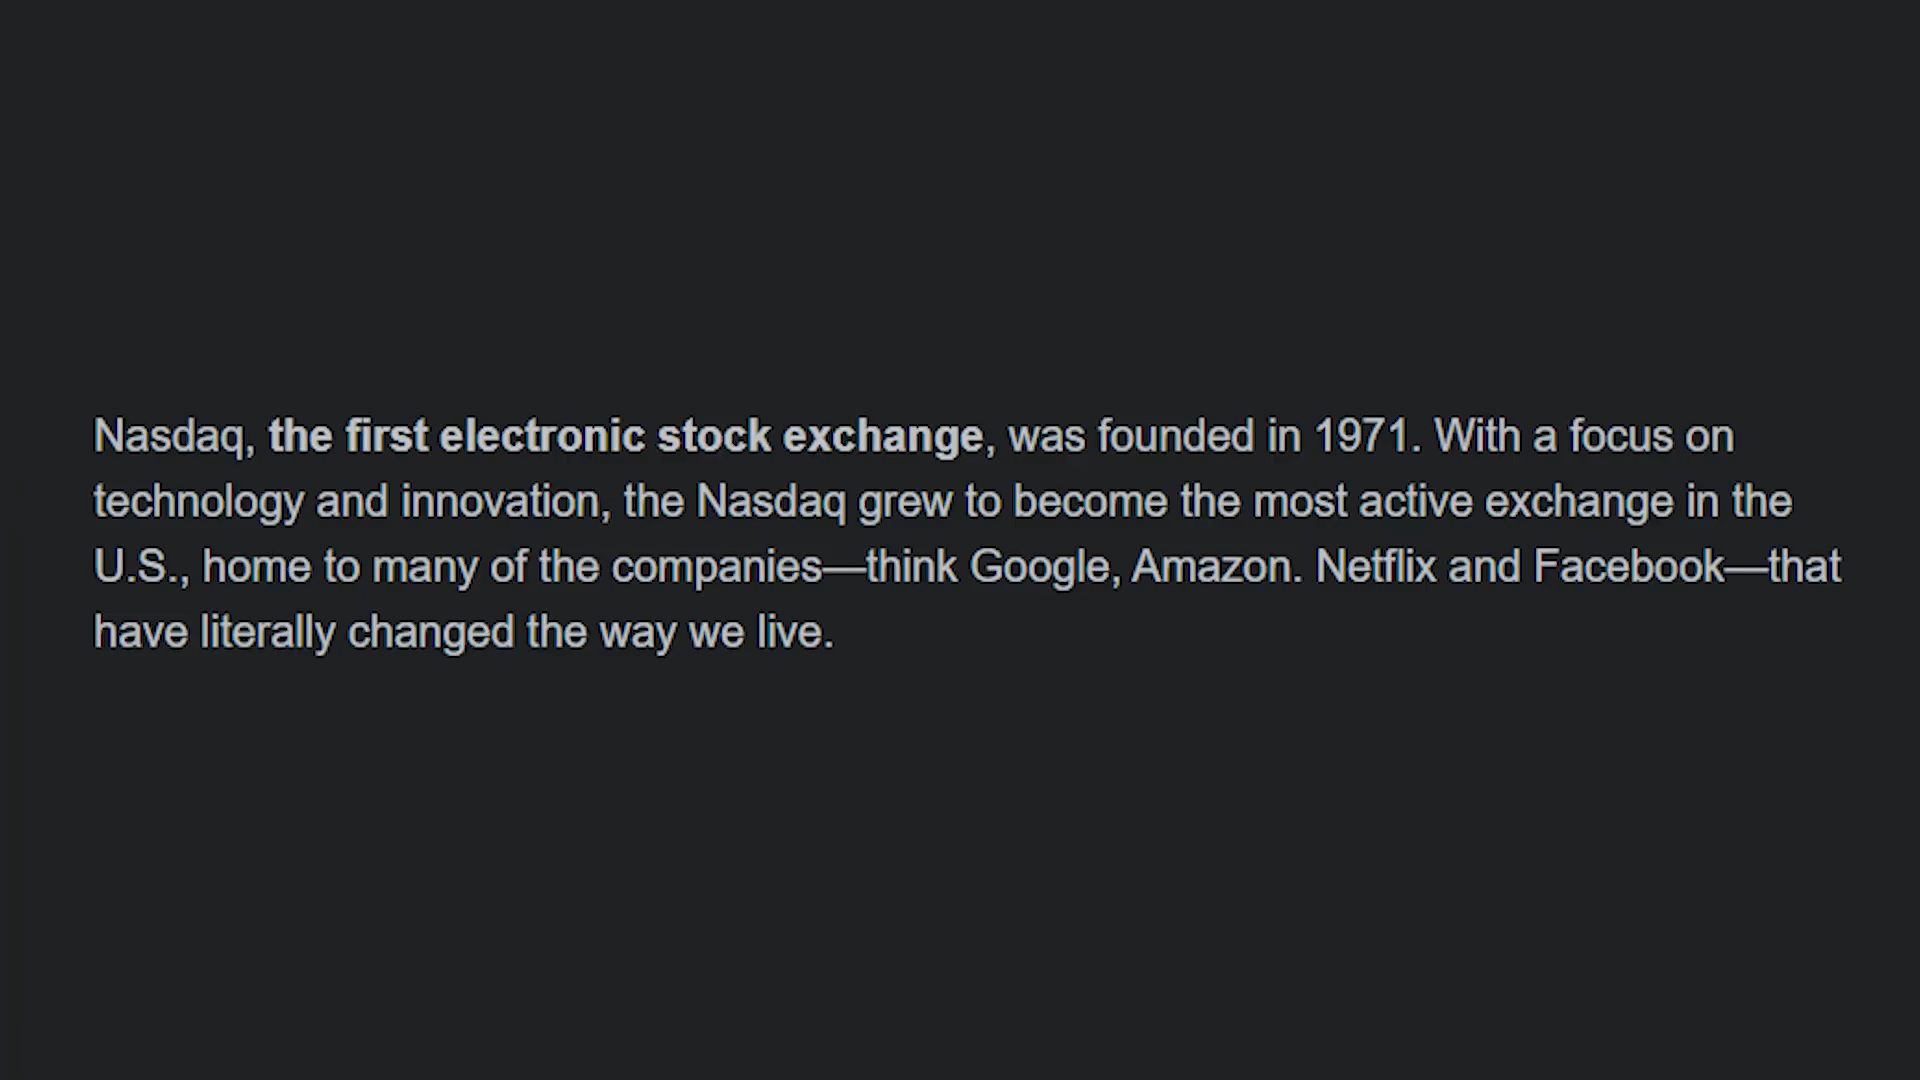 Nasdaq, the first electronic stock exchange, was founded in 1971. With a focus on
technology and innovation, the Nasdaq grew to become the most active exchange in the
U.S., home to many of the companies—think Google, Amazon. Netflix and Facebook—that
have literally changed the way we live.